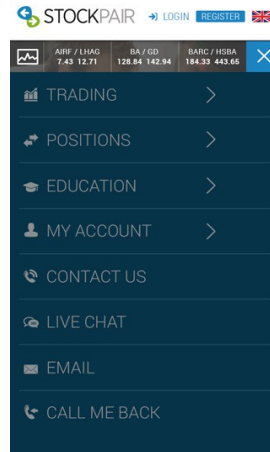 STOCKPAIR LOGIN REGISTER
AIRF / LHAG BA / GD BARC / HSBA
7.43 12.71 128.84 142.94 184.33 443.65
TRADING
POSITIONS
EDUCATION
MY ACCOUNT
CONTACT US
LIVE CHAT
EMAIL
CALL ME BACK